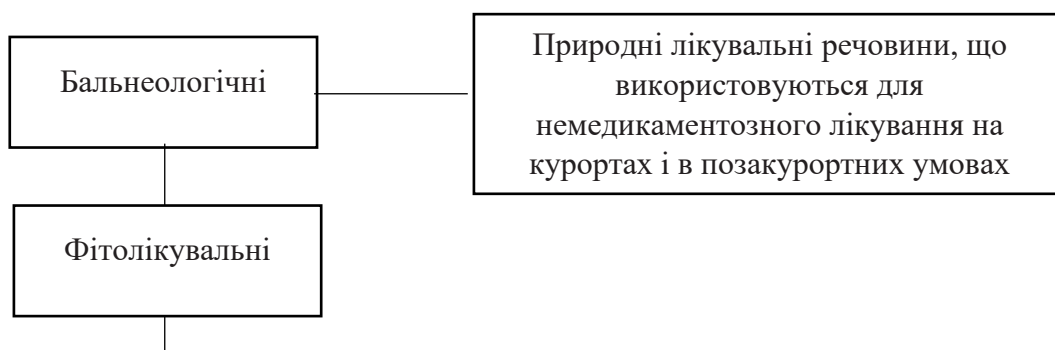 Бальнеологічні
Природні лікувальні речовини, що
використовуються для
немедикаментозного лікування на
курортах і в позакурортних умовах
Фітолікувальні